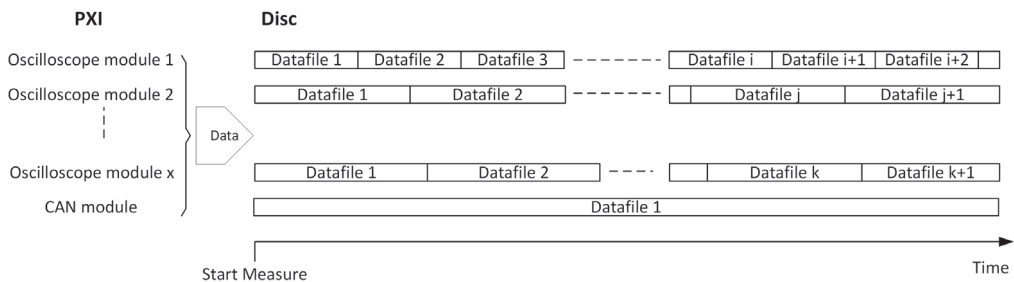 PXI Disc
Oscilloscope module 1 Datafile 1 Datafile 2 Datafile 3 Datafile i Datafile i+1 Datafile i+2
Oscilloscope module 2 Datafile 1 Datafile 2 Datafile j Datafile j+1
Data
Oscilloscope module x Datafile 1 Datafile 2 Datafile k Datafile k+1
CAN module Datafile 1
Start Measure Time